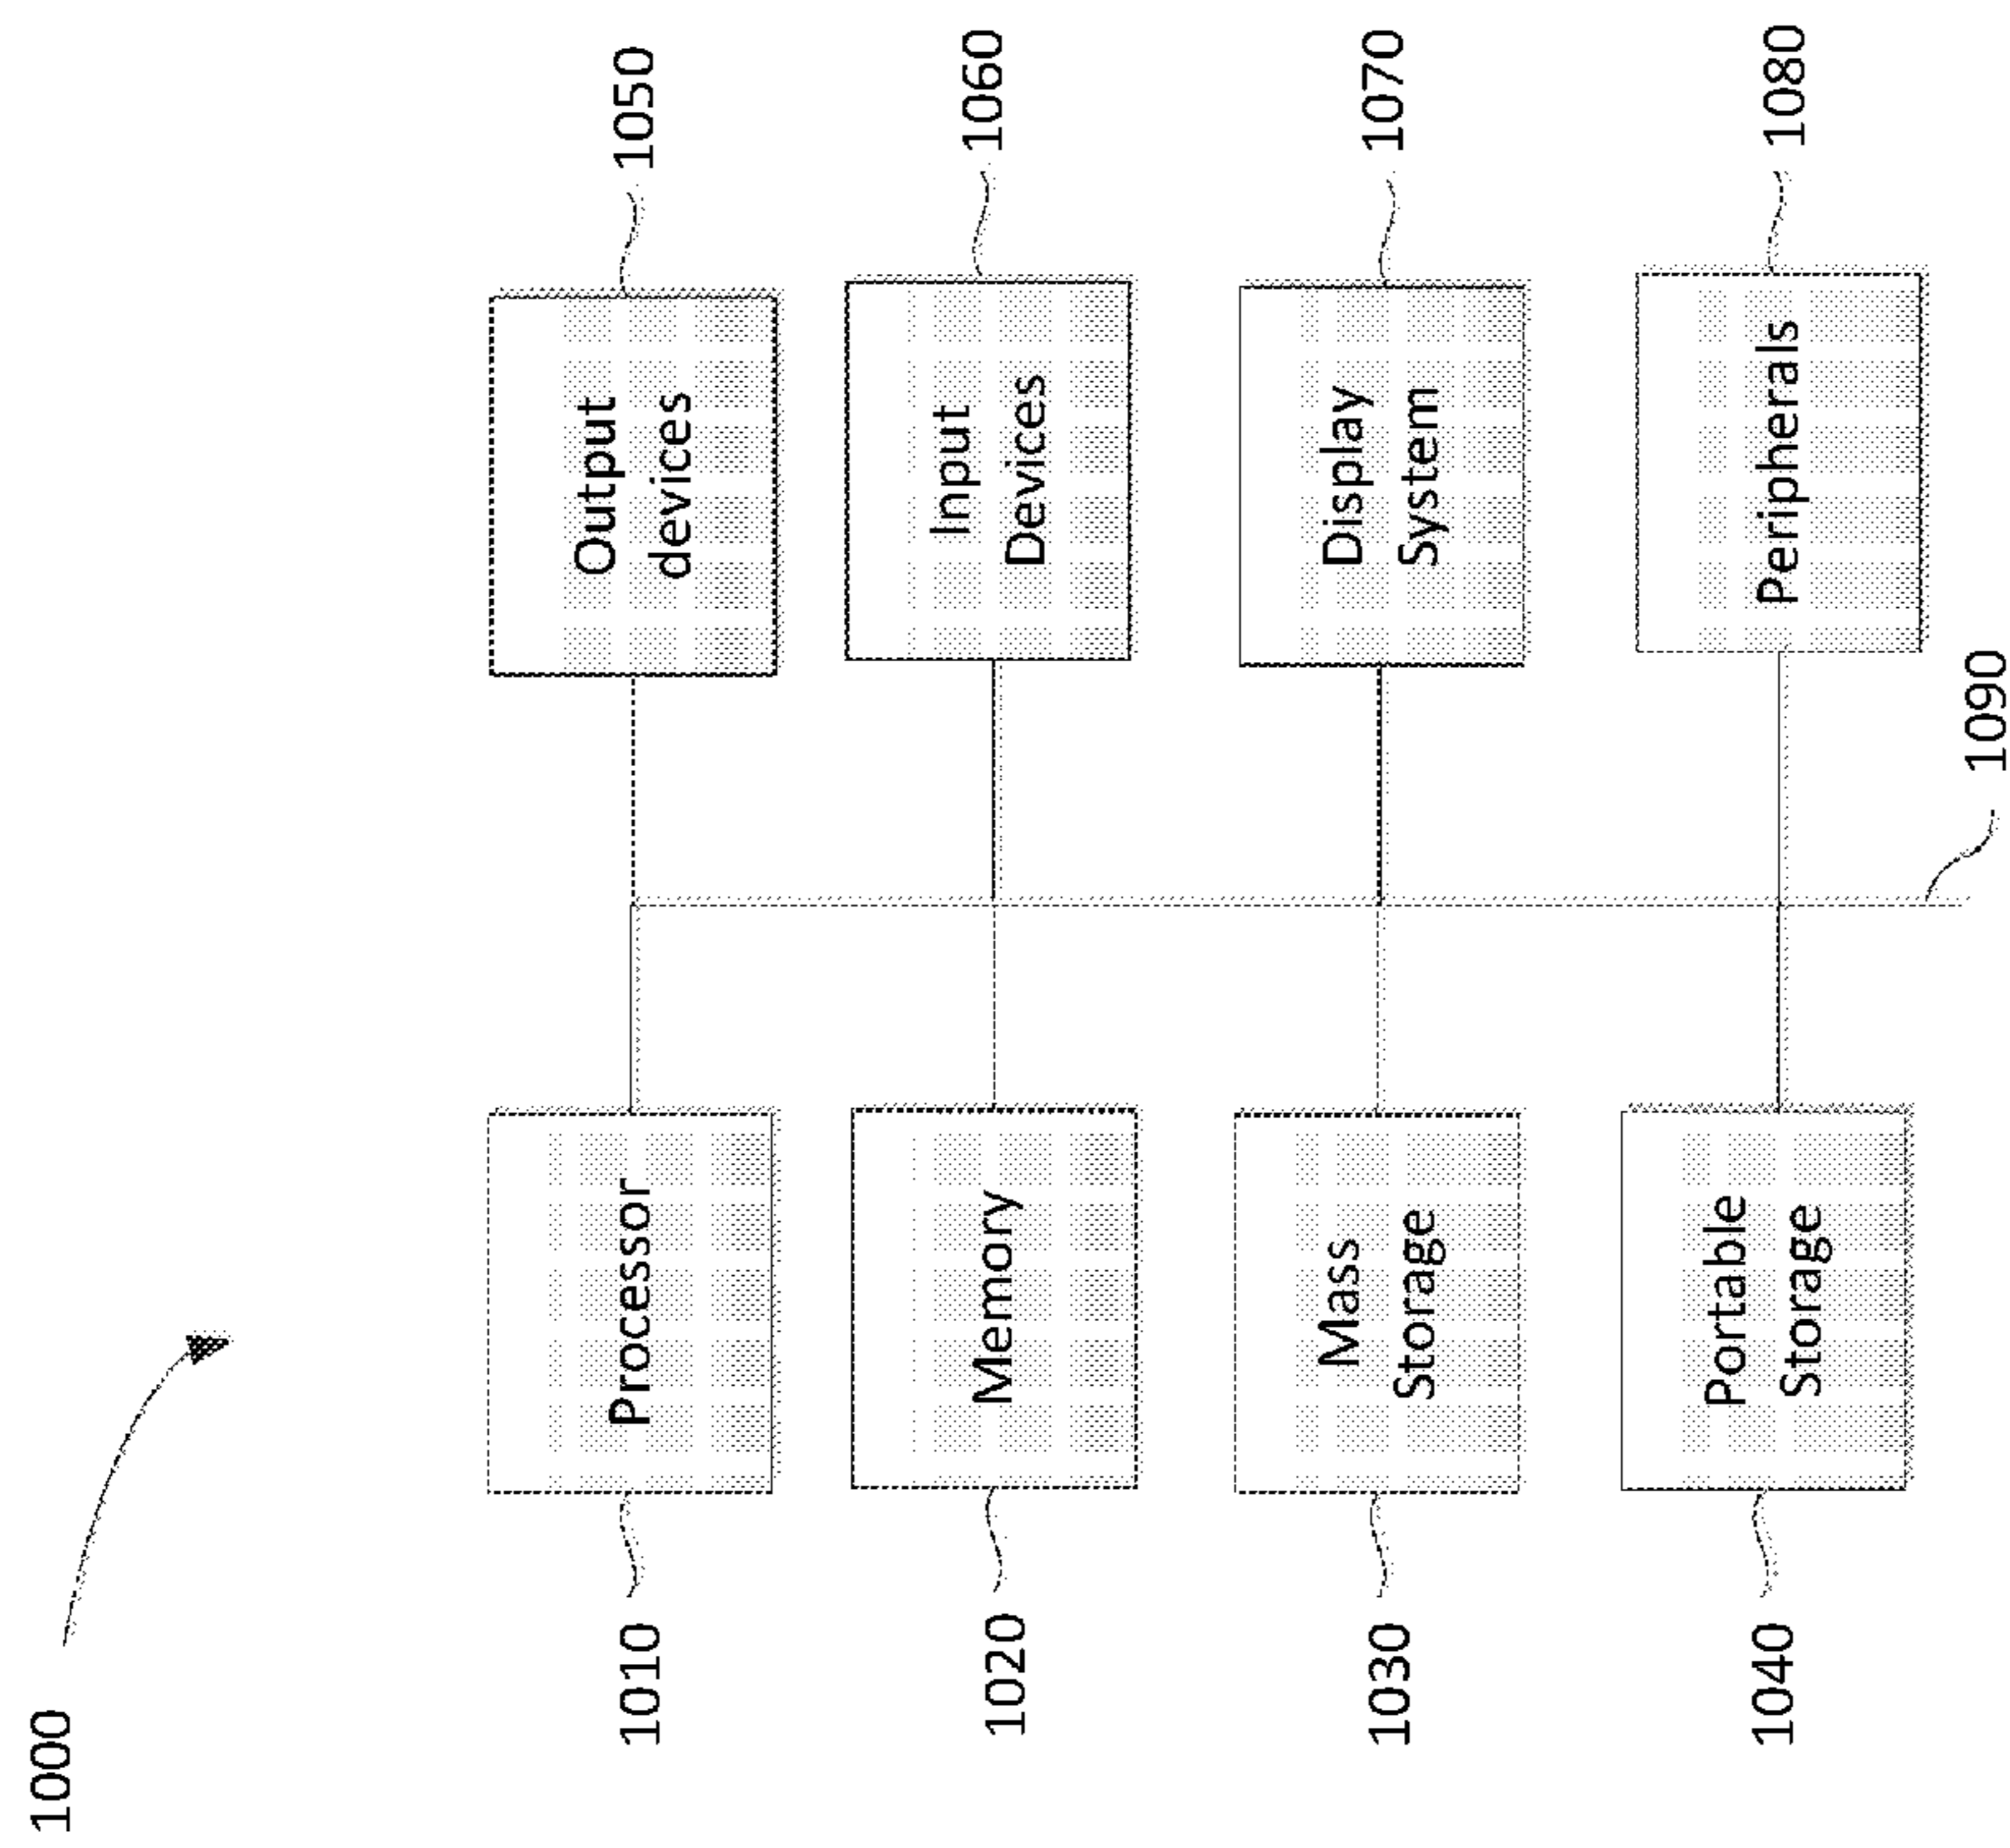 1000
1010
Processor
Output
devices
1050
1020
Memory
Input
Devices
1060
1030
Mass
Storage
Display
System
1070
1040
Portable
Storage
Peripherals
1080
1090